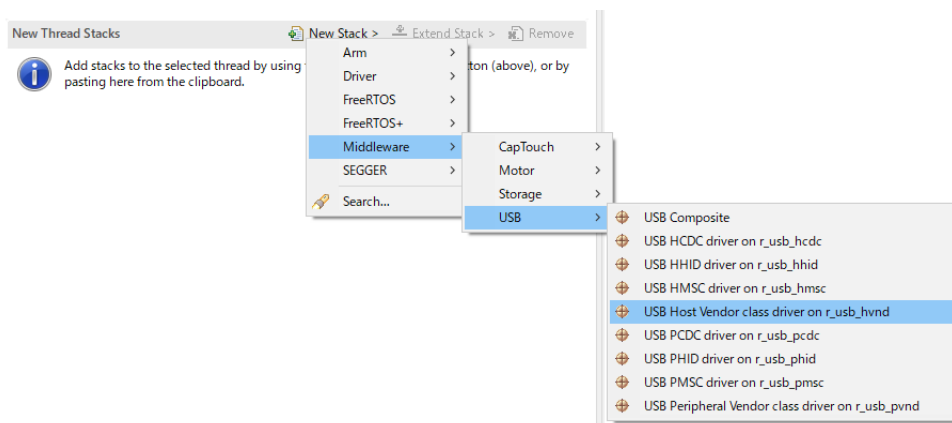 New Thread Stacks
New Stack >
Extend Stack >
Remove
Add stacks to the selected thread by using
ton (above), or by
pasting here from the clipboard.
Arm
Driver
FreeRTOS
FreeRTOS+
Middleware
SEGGER
Search...
CapTouch
Motor
Storage
USB
USB Composite
USB HCDC driver on r_usb_hcdc
USB HHID driver on r_usb_hhid
USB HMSC driver on r_usb_hmsc
USB Host Vendor class driver on r_usb_hvnd
USB PCDC driver on r_usb_pcdc
USB PHID driver on r_usb_phid
USB PMSC driver on r_usb_pmsc
USB Peripheral Vendor class driver on r_usb_pvnd